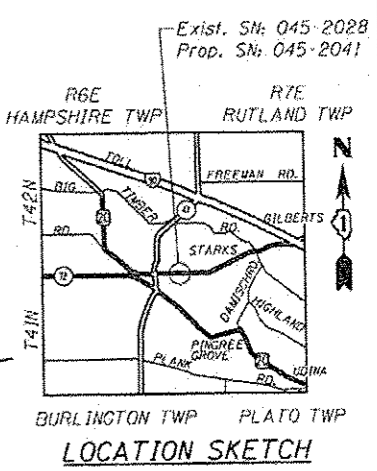 Exist. SN: 045-2028
Prop. SN: 045-2041
R6E
HAMPSHIRE TWP
R7E
RUTLAND TWP
N
T42N
T41N
TOLL
90
FREEMAN RD.
BIG
TIMBER
RD.
20
47
RD.
GILBERTS
STARKS
72
DAMISCH RD.
HIGHLAND
PINGREE
GROVE
20
PLANK
RD.
UDINA
1
BURLINGTON TWP
PLATO TWP
LOCATION SKETCH